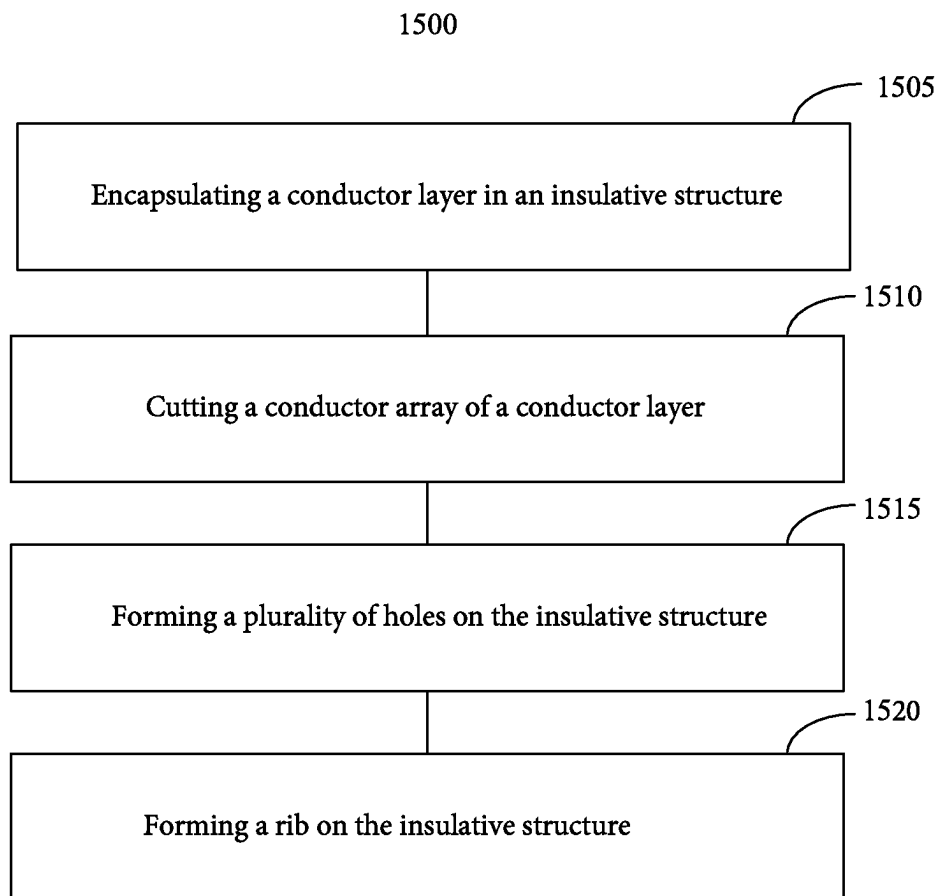 1500
1505
Encapsulating a conductor layer in an insulative structure
1510
Cutting a conductor array of a conductor layer
1515
Forming a plurality of holes on the insulative structure
1520
Forming a rib on the insulative structure